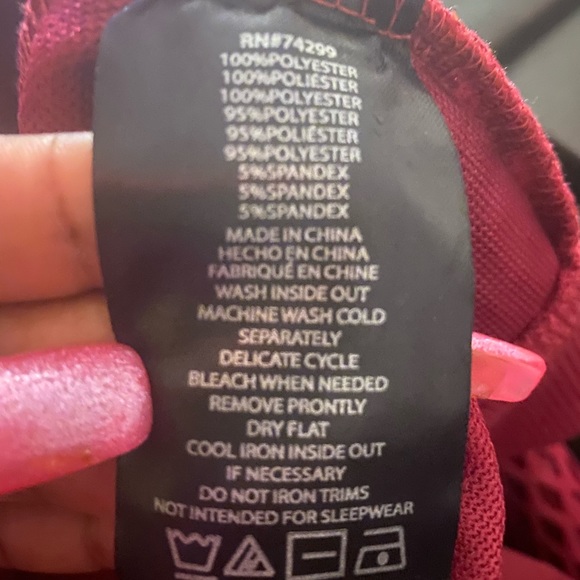 RN#74299
100%POLYESTER
100%POLIÉSTER
100%POLYESTER
95%POLYESTER
95%POLIÉSTER
95%POLYESTER
5%SPANDEX
5%SPANDEX
5%SPANDEX
MADE IN CHINA
HECHO EN CHINA
FABRIQUÉ EN CHINE
WASH INSIDE OUT
MACHINE WASH COLD
SEPARATELY
DELICATE CYCLE
BLEACH WHEN NEEDED
REMOVE PRONTLY
DRY FLAT
COOL IRON INSIDE OUT
IF NECESSARY
DO NOT IRON TRIMS
NOT INTENDED FOR SLEEPWEAR